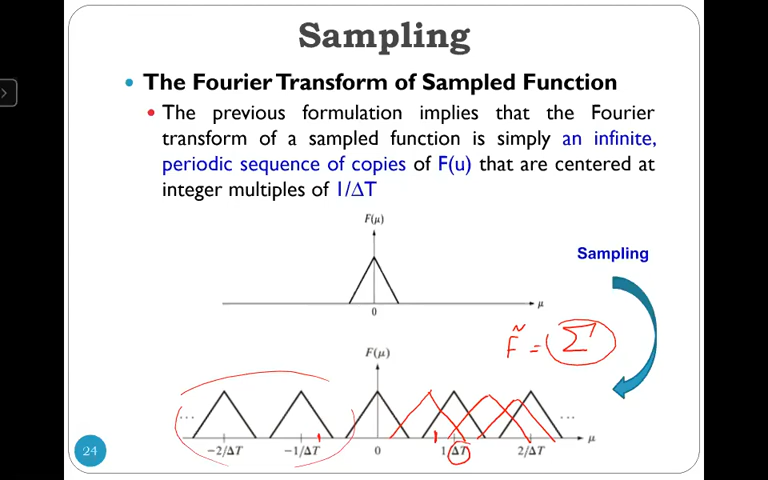 Sampling
• The Fourier Transform of Sampled Function
• The previous formulation implies that the Fourier
transform of a sampled function is simply an infinite,
periodic sequence of copies of F(u) that are centered at
integer multiples of 1/ΔT
F(μ)
Sampling
μ
0
F̃ = Σ
F(μ)
... ...
μ
−2/ΔT −1/ΔT 0 1/ΔT 2/ΔT
24